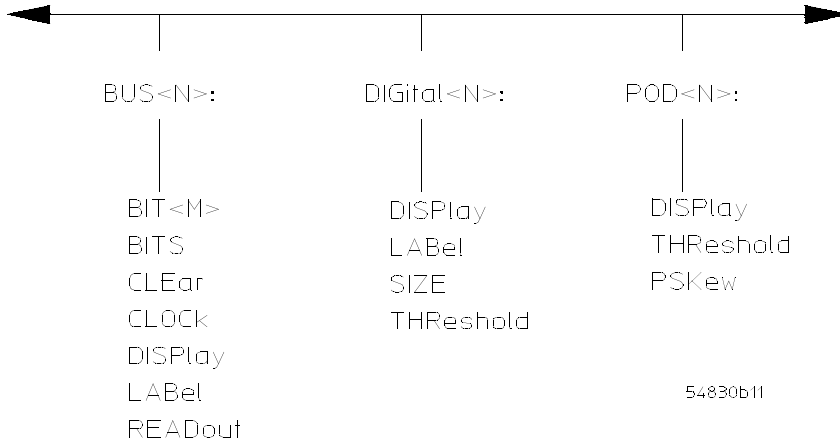 BUS<N>:
BIT<M>
BITS
CLEar
CLOCk
DISPlay
LABel
READout
DIGital<N>:
DISPlay
LABel
SIZE
THReshold
POD<N>:
DISPlay
THReshold
PSKew
54830b11